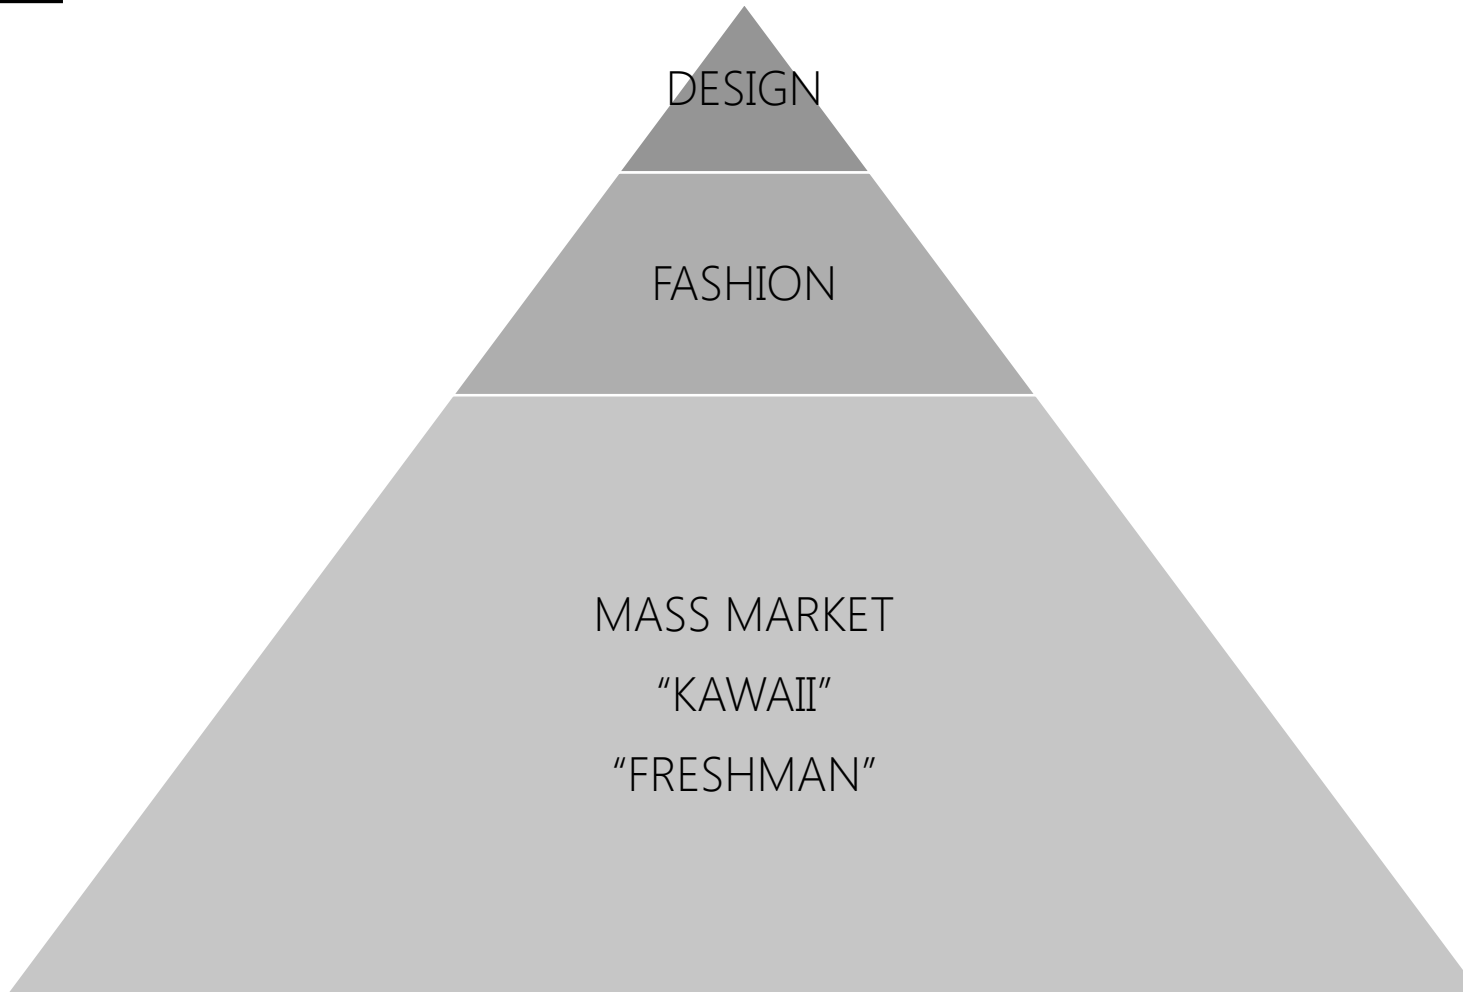 DESIGN
FASHION
MASS MARKET
“KAWAII”
“FRESHMAN”